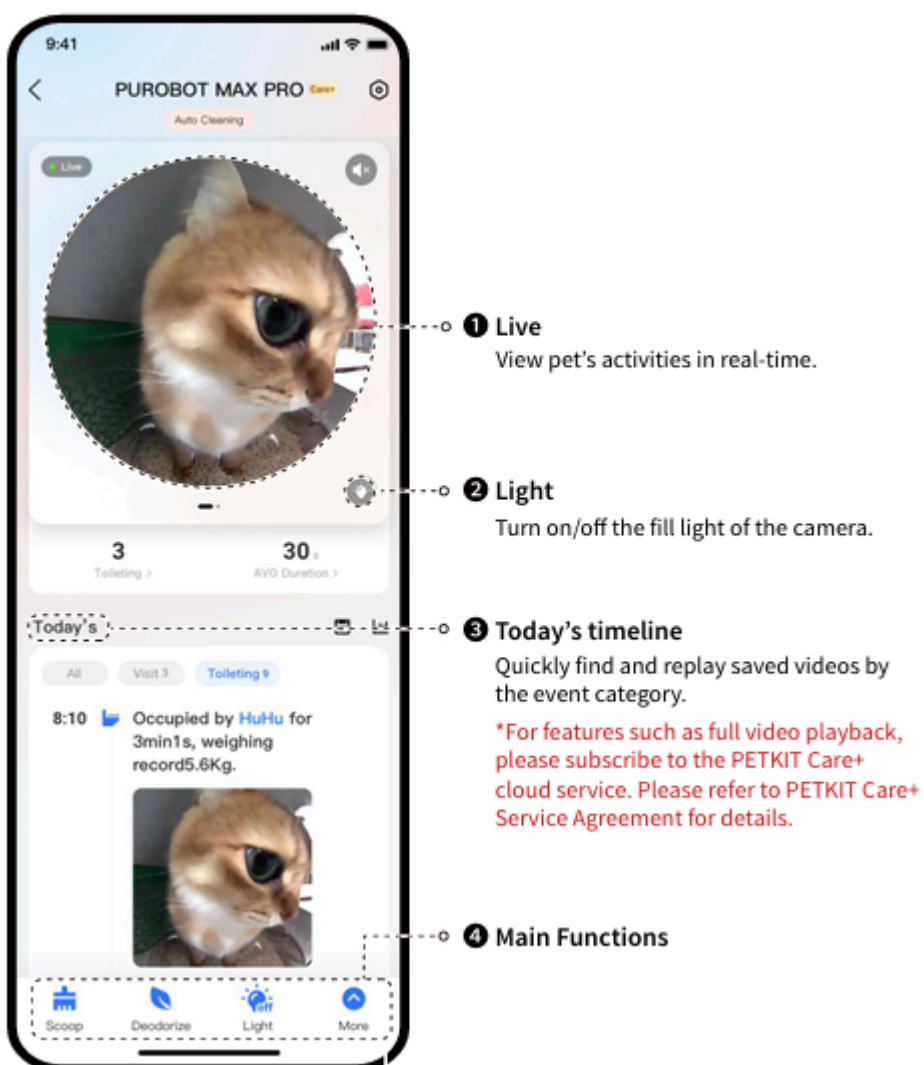 9:41
PUROBOT MAX PRO Care+
Auto Cleaning
Live
❶ Live
View pet's activities in real-time.
❷ Light
Turn on/off the fill light of the camera.
3
Toileting >
30 s
AVG Duration >
Today's
❸ Today's timeline
Quickly find and replay saved videos by
the event category.
*For features such as full video playback,
please subscribe to the PETKIT Care+
cloud service. Please refer to PETKIT Care+
Service Agreement for details.
All
Visit 3
Toileting 9
8:10
Occupied by HuHu for
3min1s, weighing
record5.6Kg.
❹ Main Functions
Scoop
Deodorize
off
Light
More